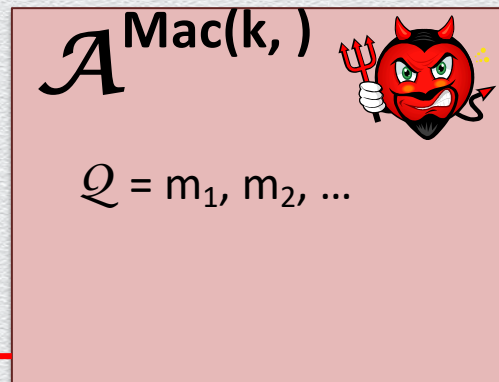 𝒜^Mac(k, )
𝒬 = m₁, m₂, ...